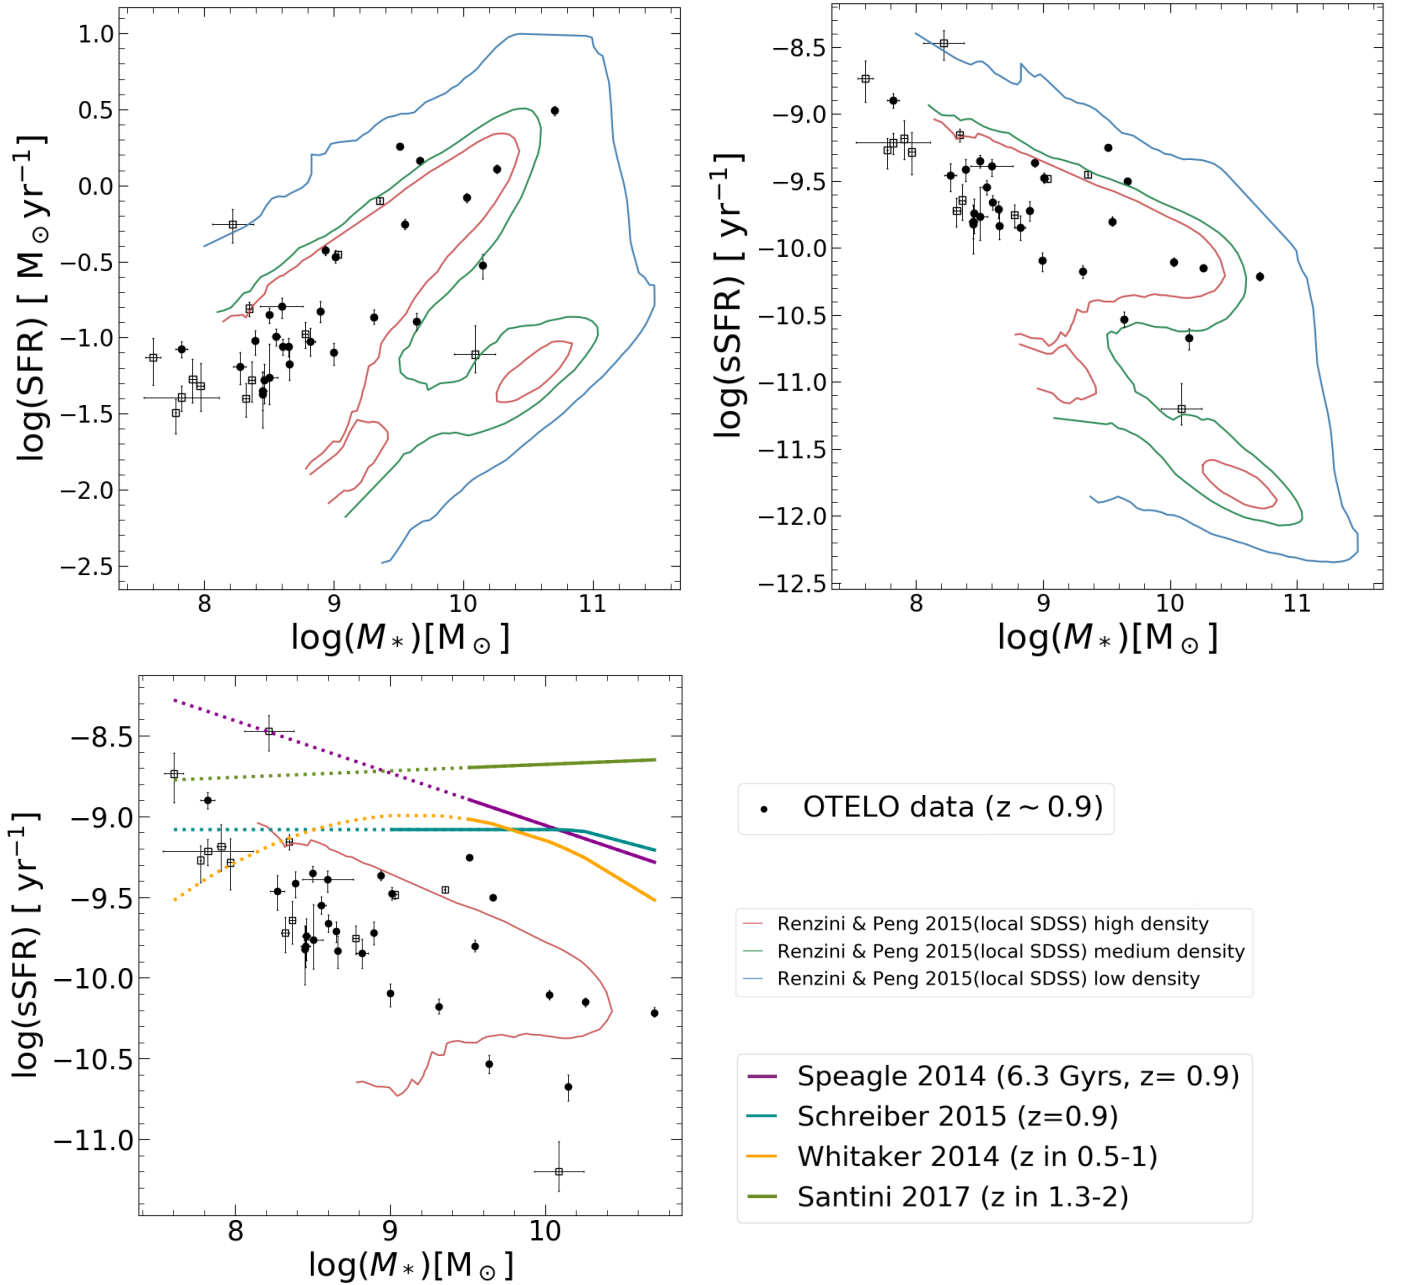 1.0
0.5
0.0
−0.5
−1.0
−1.5
−2.0
−2.5
log(SFR) [ M⊙yr⁻¹]
8 9 10 11
log(M*)[M⊙]
−8.5
−9.0
−9.5
−10.0
−10.5
−11.0
−11.5
−12.0
−12.5
log(sSFR) [ yr⁻¹]
8 9 10 11
log(M*)[M⊙]
−8.5
−9.0
−9.5
−10.0
−10.5
−11.0
log(sSFR) [ yr⁻¹]
8 9 10
log(M*)[M⊙]
OTELO data (z ~ 0.9)
Renzini & Peng 2015(local SDSS) high density
Renzini & Peng 2015(local SDSS) medium density
Renzini & Peng 2015(local SDSS) low density
Speagle 2014 (6.3 Gyrs, z= 0.9)
Schreiber 2015 (z=0.9)
Whitaker 2014 (z in 0.5-1)
Santini 2017 (z in 1.3-2)